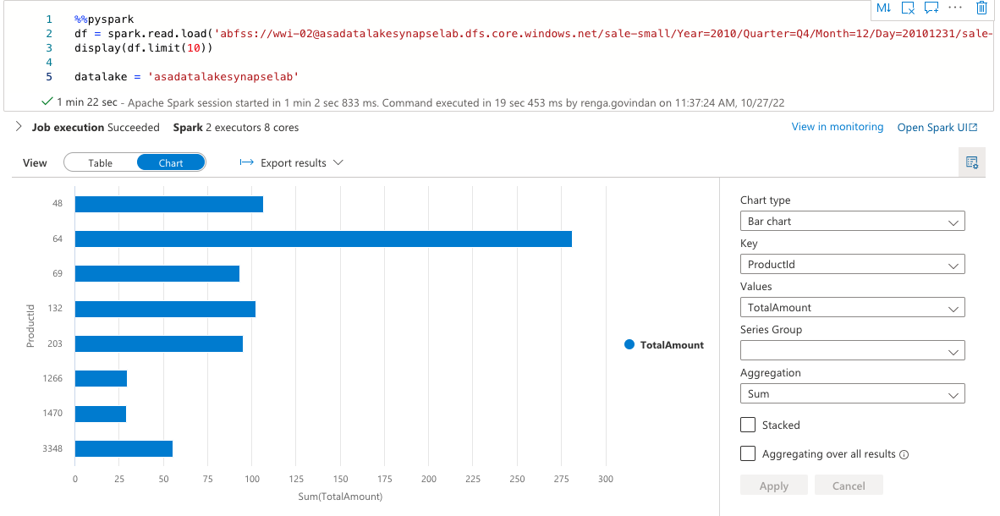 M↓ ···
1 %%pyspark
2 df = spark.read.load('abfss://wwi-02@asadatalakesynapselab.dfs.core.windows.net/sale-small/Year=2010/Quarter=Q4/Month=12/Day=20101231/sale-
3 display(df.limit(10))
4
5 datalake = 'asadatalakesynapselab'
1 min 22 sec - Apache Spark session started in 1 min 2 sec 833 ms. Command executed in 19 sec 453 ms by renga.govindan on 11:37:24 AM, 10/27/22
Job execution Succeeded Spark 2 executors 8 cores View in monitoring Open Spark UI
View Table Chart Export results
48
64
69
132
203
1266
1470
3348
ProductId
0 25 50 75 100 125 150 175 200 225 250 275 300
Sum(TotalAmount)
TotalAmount
Chart type
Bar chart
Key
ProductId
Values
TotalAmount
Series Group
Aggregation
Sum
Stacked
Aggregating over all results
Apply Cancel